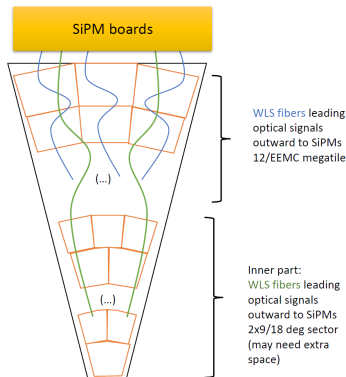 SiPM boards
WLS fibers leading
optical signals
outward to SiPMs
12/EEMC megatile
(...)
Inner part:
WLS fibers leading
optical signals
outward to SiPMs
2x9/18 deg sector
(may need extra
space)
(...)